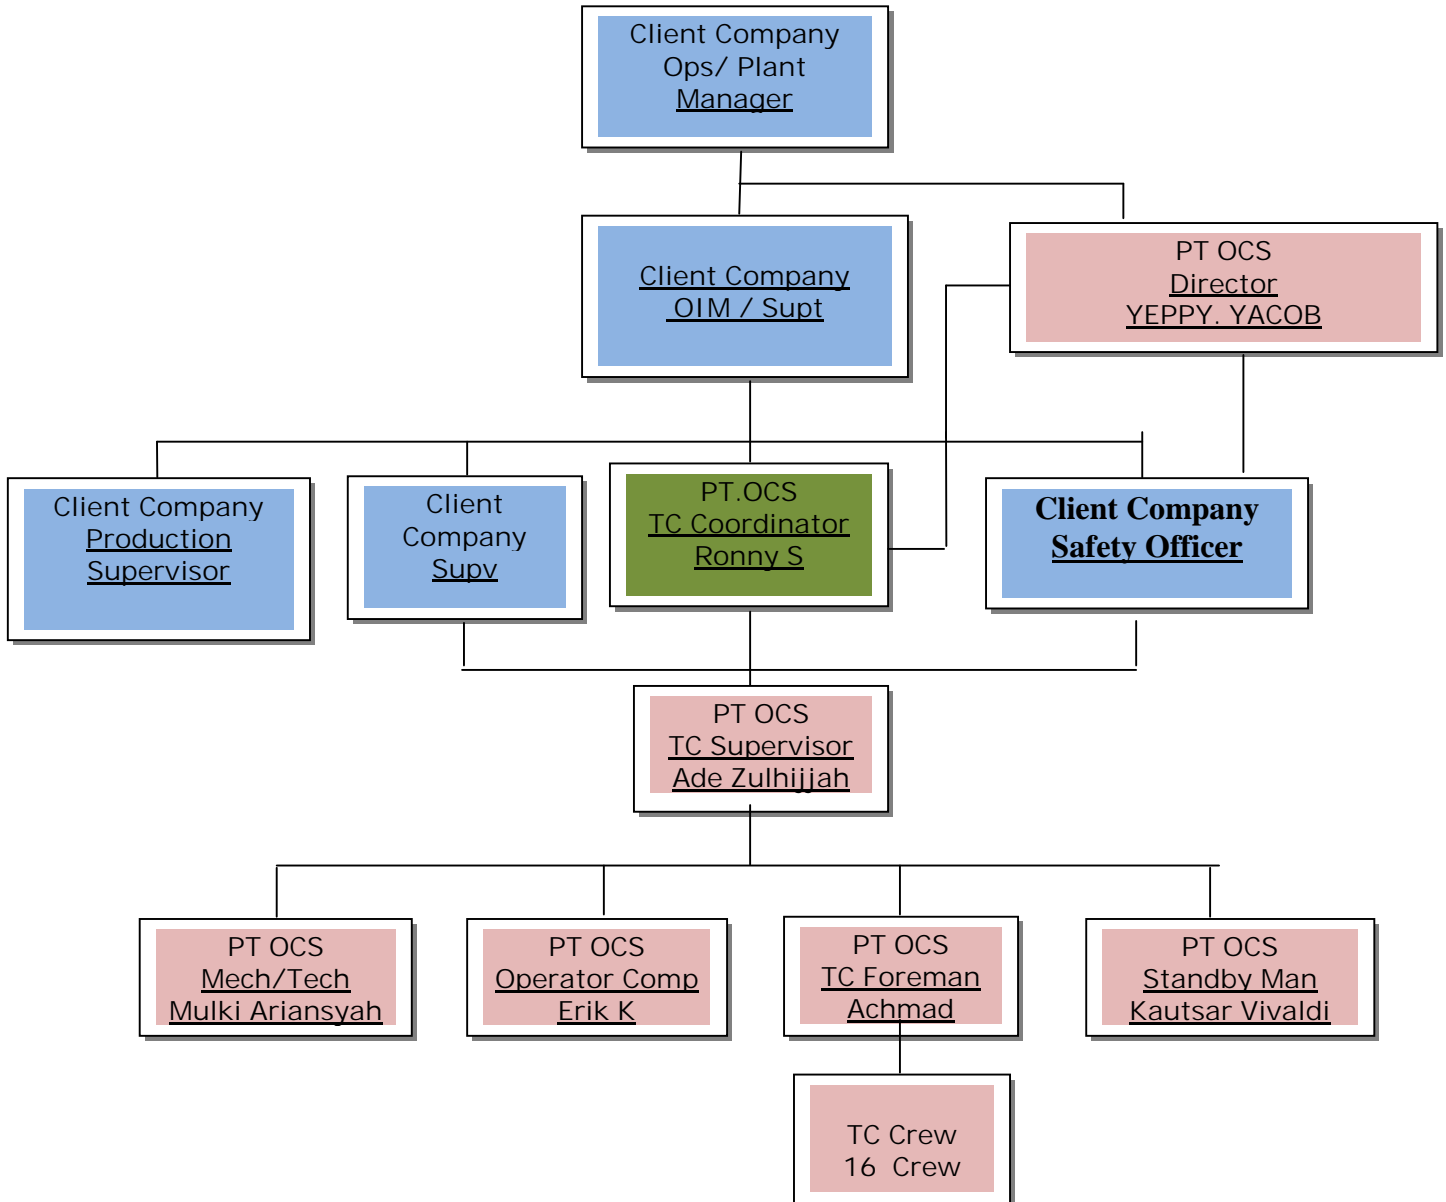 Client Company
Ops/ Plant
Manager
Client Company
OIM / Supt
PT OCS
Director
YEPPY. YACOB
Client Company
Production
Supervisor
Client
Company
Supv
PT.OCS
TC Coordinator
Ronny S
Client Company
Safety Officer
PT OCS
TC Supervisor
Ade Zulhijjah
PT OCS
Mech/Tech
Mulki Ariansyah
PT OCS
Operator Comp
Erik K
PT OCS
TC Foreman
Achmad
PT OCS
Standby Man
Kautsar Vivaldi
TC Crew
16 Crew